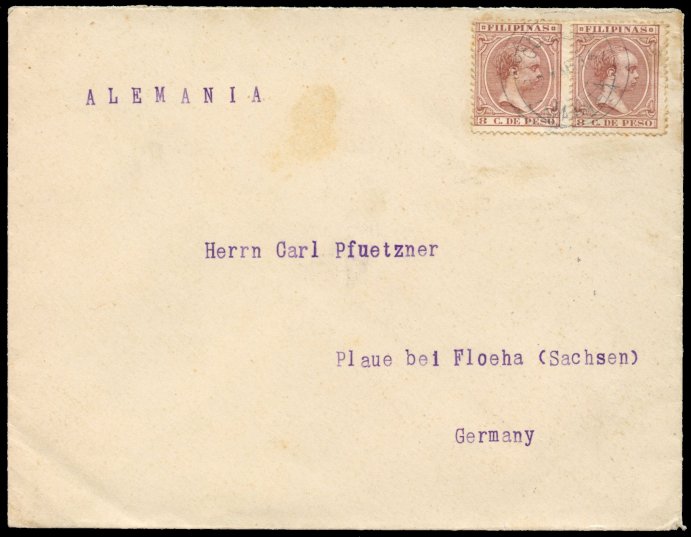 FILIPINAS FILIPINAS
8 C. DE PESO 8 C. DE PESO
ALEMANIA
Herrn Carl Pfuetzner
Plaue bei Floeha (Sachsen)
Germany